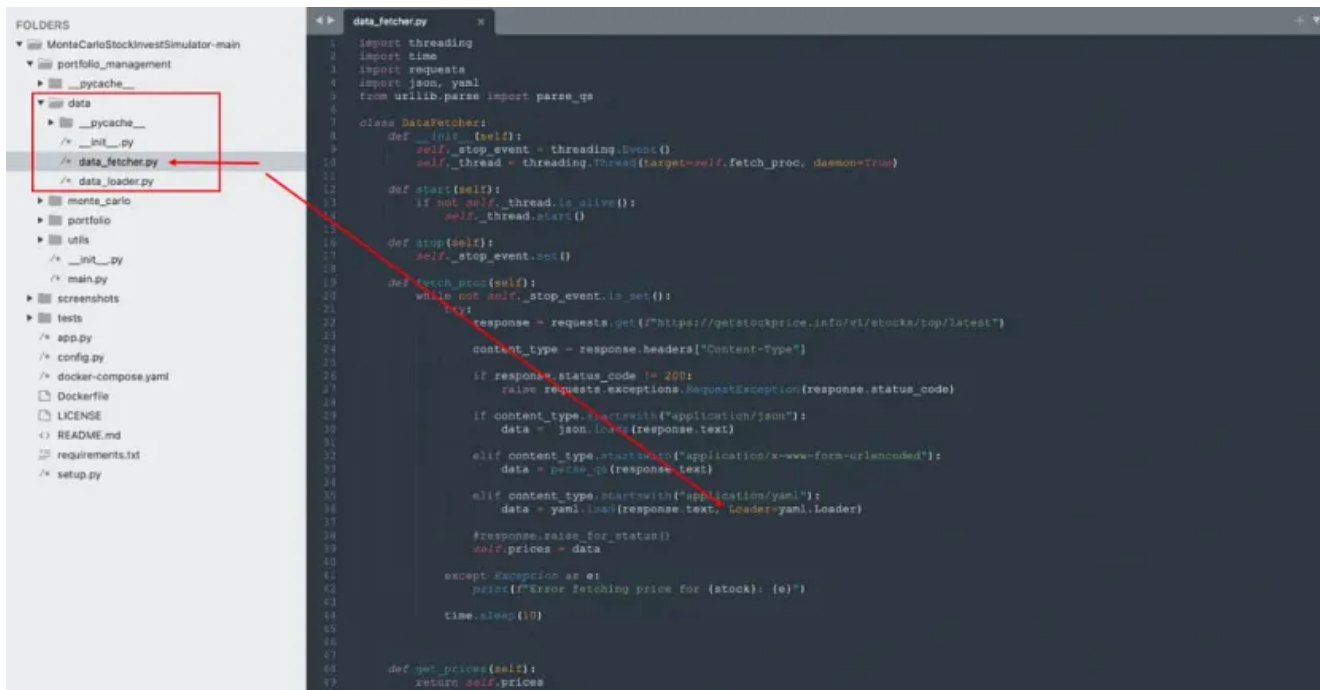 FOLDERS
MonteCarloStockInvestSimulator-main
portfolio_management
__pycache__
data
__pycache__
__init__.py
data_fetcher.py
data_loader.py
monte_carlo
portfolio
utils
__init__.py
main.py
screenshots
tests
app.py
config.py
docker-compose.yaml
Dockerfile
LICENSE
README.md
requirements.txt
setup.py
data_fetcher.py
1 import threading
2 import time
3 import requests
4 import json, yaml
5 from urllib.parse import parse_qs
6
7 class DataFetcher:
8 def __init__(self):
9 self._stop_event = threading.Event()
10 self._thread = threading.Thread(target=self.fetch_proc, daemon=True)
11
12 def start(self):
13 if not self._thread.is_alive():
14 self._thread.start()
15
16 def stop(self):
17 self._stop_event.set()
18
19 def fetch_proc(self):
20 while not self._stop_event.is_set():
21 try:
22 response = requests.get(f"https://getstockprice.info/v1/stocks/top/latest")
23
24 content_type = response.headers["Content-Type"]
25
26 if response.status_code != 200:
27 raise requests.exceptions.RequestException(response.status_code)
28
29 if content_type.startswith("application/json"):
30 data = json.loads(response.text)
31
32 elif content_type.startswith("application/x-www-form-urlencoded"):
33 data = parse_qs(response.text)
34
35 elif content_type.startswith("application/yaml"):
36 data = yaml.load(response.text, Loader=yaml.Loader)
37
38 #response.raise_for_status()
39 self.prices = data
40
41 except Exception as e:
42 print(f"Error fetching price for {stock}: {e}")
43
44 time.sleep(10)
45
46
47
48 def get_prices(self):
49 return self.prices